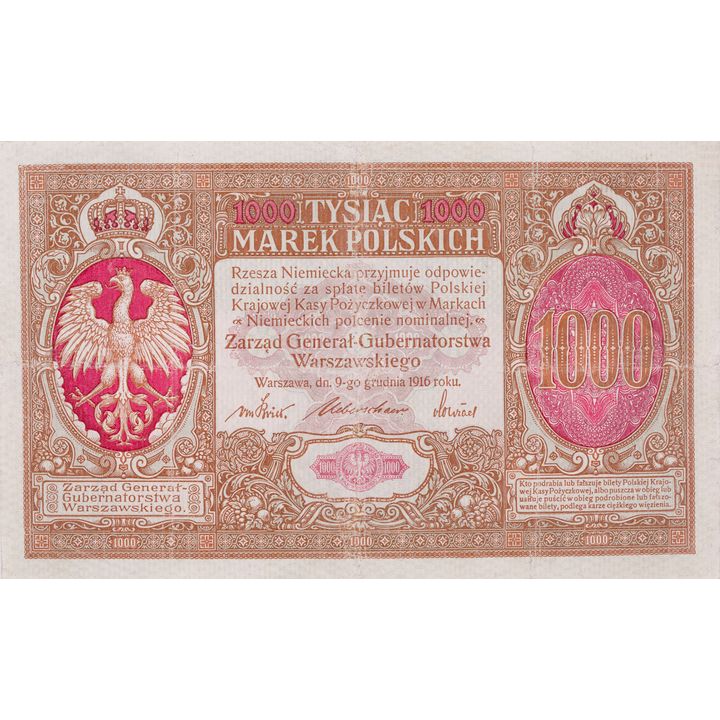 1000
1000 TYSIĄC 1000
MAREK POLSKICH
Rzesza Niemiecka przyjmuje odpowie-
dzialność za spłatę biletów Polskiej
Krajowej Kasy Pożyczkowej w Markach
Niemieckich po cenie nominalnej.
Zarząd Generał-Gubernatorstwa
Warszawskiego
Warszawa, dn. 9-go grudnia 1916 roku.
1000
1000 1000
Zarząd Generał-
Gubernatorstwa
Warszawskiego.
Kto podrabia lub fałszuje bilety Polskiej Krajo-
wej Kasy Pożyczkowej, albo puszcza w obieg lub
usiłuje puścić w obieg podrobione lub fałszo-
wane bilety, podlega karze ciężkiego więzienia.
1000 1000 1000